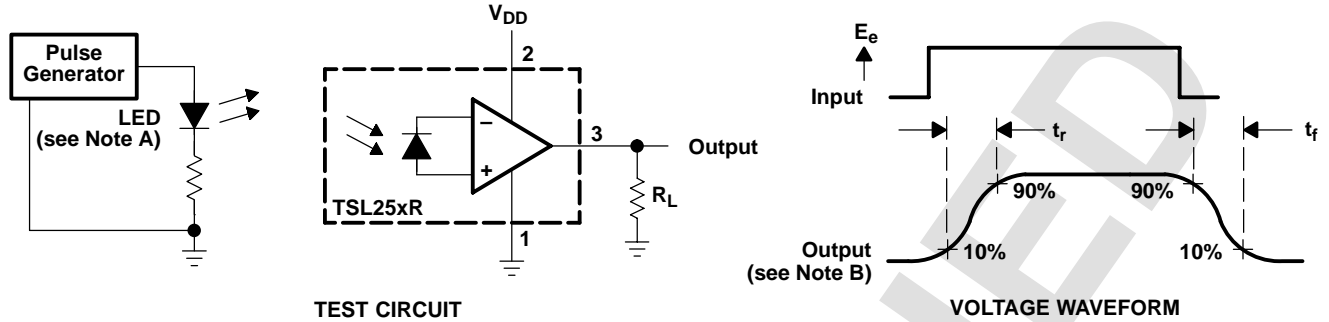 Pulse
Generator
LED
(see Note A)
VDD
2
−
+
3
Output
RL
TSL25xR
1
TEST CIRCUIT
Ee
Input
tr
tf
90%
90%
Output
(see Note B)
10%
10%
VOLTAGE WAVEFORM